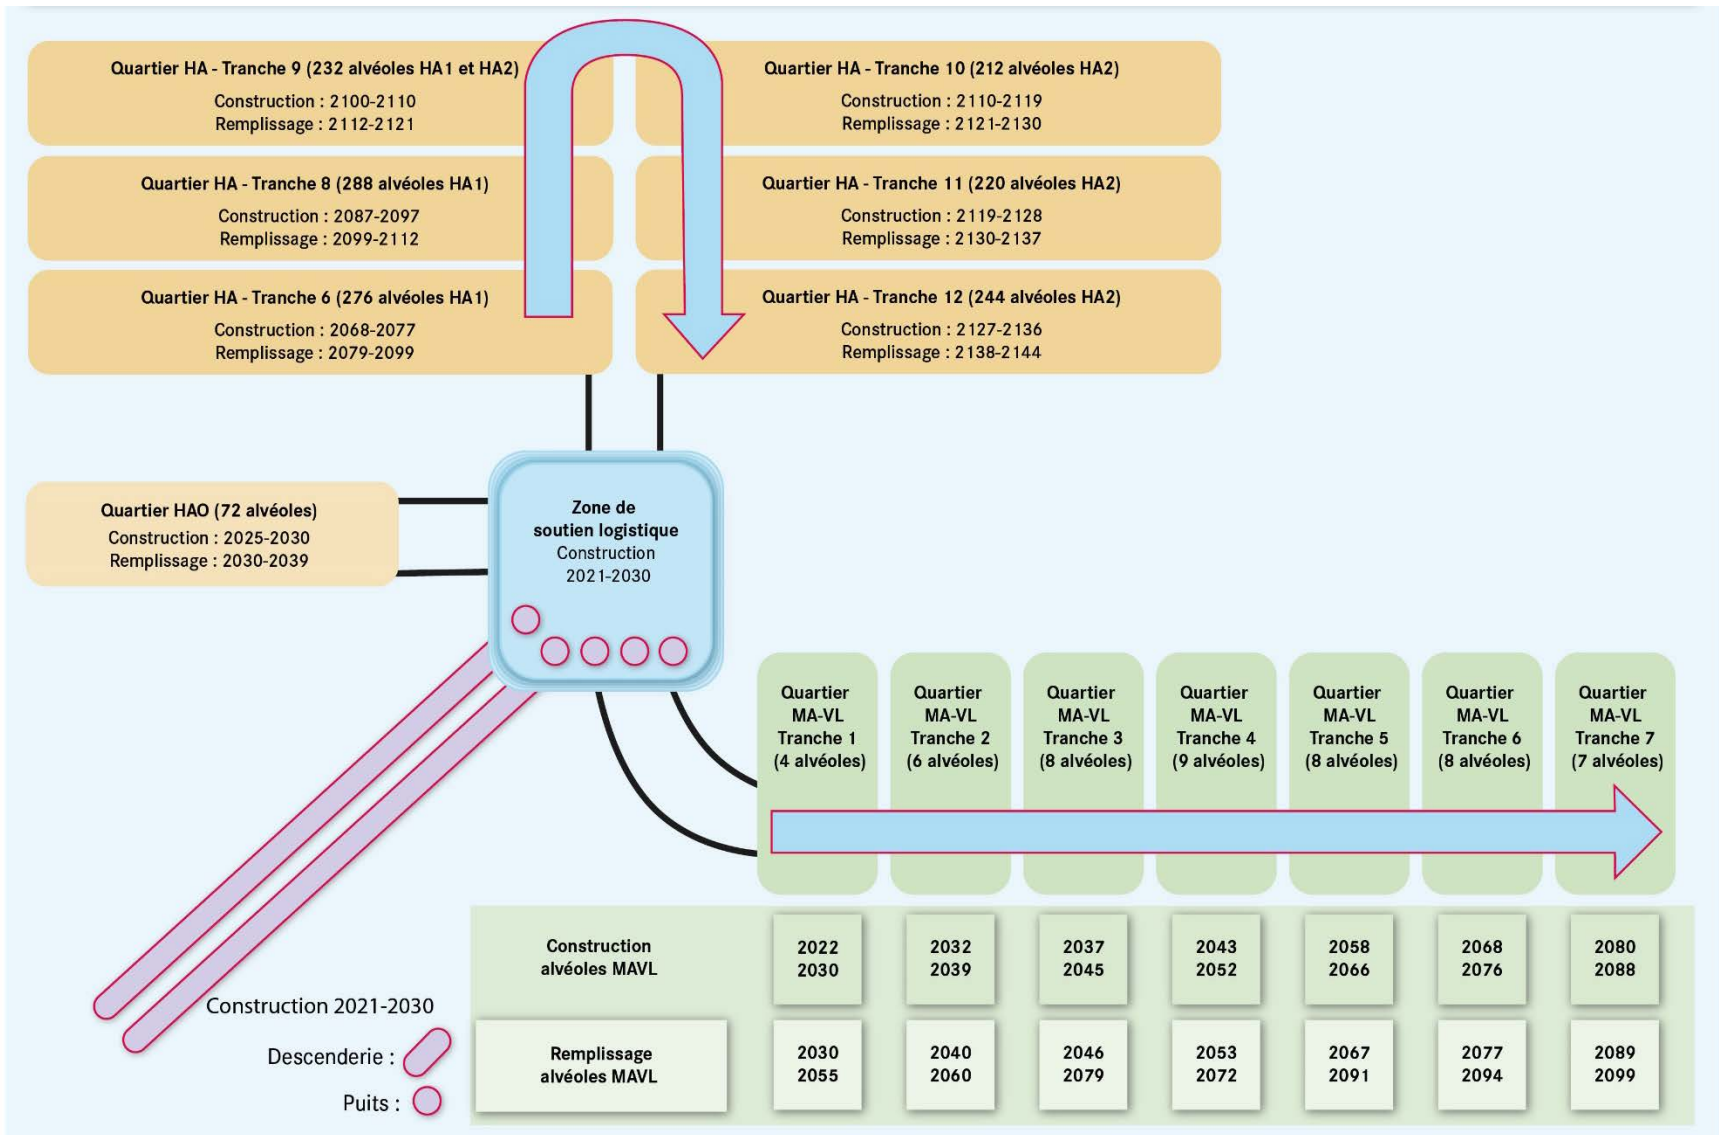 Quartier HA - Tranche 9 (232 alvéoles HA1 et HA2)
Construction : 2100-2110
Remplissage : 2112-2121
Quartier HA - Tranche 10 (212 alvéoles HA2)
Construction : 2110-2119
Remplissage : 2121-2130
Quartier HA - Tranche 8 (288 alvéoles HA1)
Construction : 2087-2097
Remplissage : 2099-2112
Quartier HA - Tranche 11 (220 alvéoles HA2)
Construction : 2119-2128
Remplissage : 2130-2137
Quartier HA - Tranche 6 (276 alvéoles HA1)
Construction : 2068-2077
Remplissage : 2079-2099
Quartier HA - Tranche 12 (244 alvéoles HA2)
Construction : 2127-2136
Remplissage : 2138-2144
Quartier HAO (72 alvéoles)
Construction : 2025-2030
Remplissage : 2030-2039
Zone de
soutien logistique
Construction
2021-2030
Quartier
MA-VL
Tranche 1
(4 alvéoles)
Quartier
MA-VL
Tranche 2
(6 alvéoles)
Quartier
MA-VL
Tranche 3
(8 alvéoles)
Quartier
MA-VL
Tranche 4
(9 alvéoles)
Quartier
MA-VL
Tranche 5
(8 alvéoles)
Quartier
MA-VL
Tranche 6
(8 alvéoles)
Quartier
MA-VL
Tranche 7
(7 alvéoles)
Construction
alvéoles MAVL
2022
2030
2032
2039
2037
2045
2043
2052
2058
2066
2068
2076
2080
2088
Remplissage
alvéoles MAVL
2030
2055
2040
2060
2046
2079
2053
2072
2067
2091
2077
2094
2089
2099
Construction 2021-2030
Descenderie :
Puits :